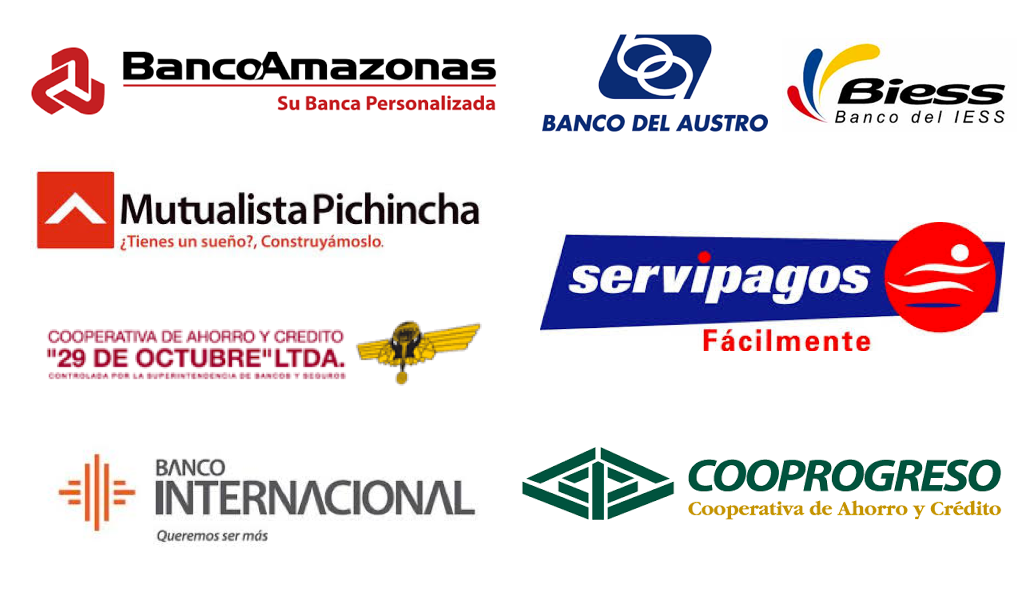 BancoAmazonas
Su Banca Personalizada
BANCO DEL AUSTRO
Biess
Banco del IESS
Mutualista Pichincha
¿Tienes un sueño?, Construyámoslo.
servipagos
Fácilmente
COOPERATIVA DE AHORRO Y CREDITO
"29 DE OCTUBRE" LTDA.
CONTROLADA POR LA SUPERINTENDENCIA DE BANCOS Y SEGUROS
BANCO
INTERNACIONAL
Queremos ser más
COOPROGRESO
Cooperativa de Ahorro y Crédito